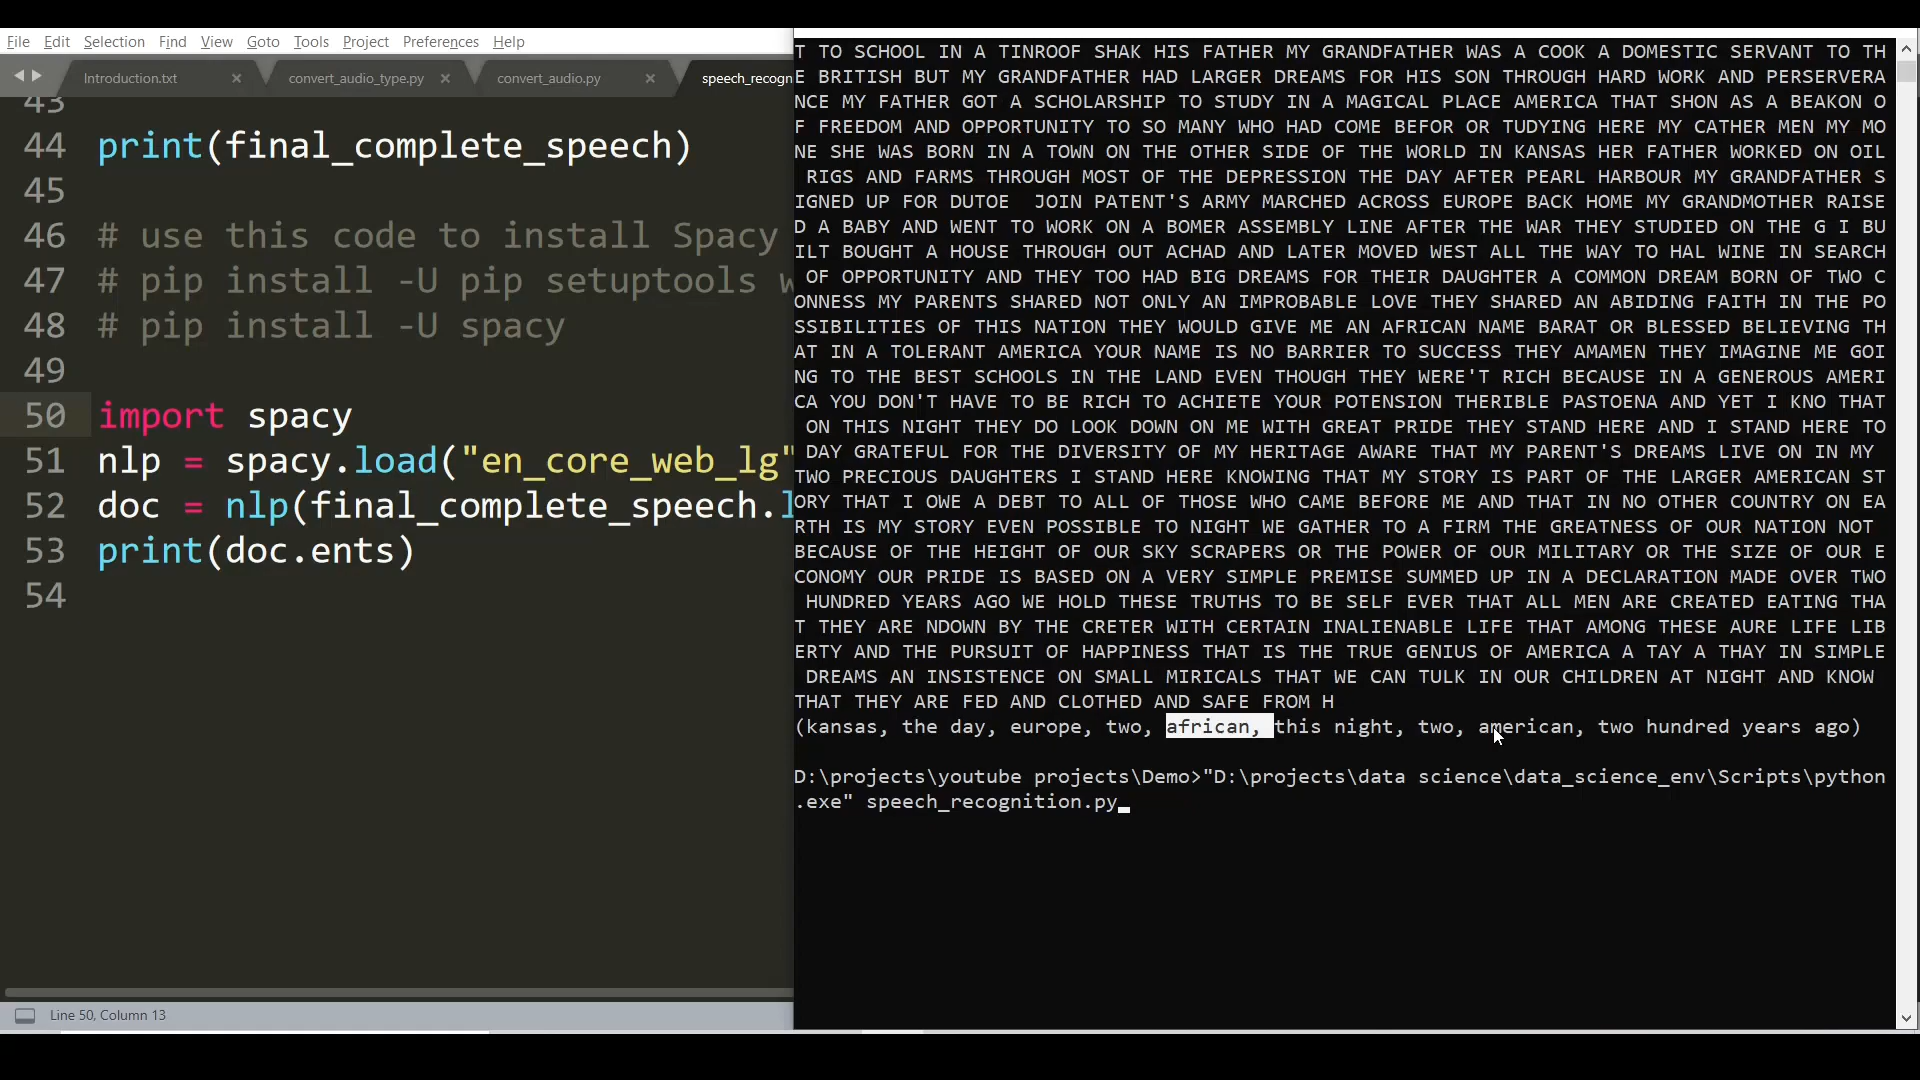 File Edit Selection Find View Goto Tools Project Preferences Help
Introduction.txt convert_audio_type.py convert_audio.py speech_recogn
43
44 print(final_complete_speech)
45
46 # use this code to install Spacy
47 # pip install -U pip setuptools w
48 # pip install -U spacy
49
50 import spacy
51 nlp = spacy.load("en_core_web_lg"
52 doc = nlp(final_complete_speech.l
53 print(doc.ents)
54
Line 50, Column 13
T TO SCHOOL IN A TINROOF SHAK HIS FATHER MY GRANDFATHER WAS A COOK A DOMESTIC SERVANT TO TH
E BRITISH BUT MY GRANDFATHER HAD LARGER DREAMS FOR HIS SON THROUGH HARD WORK AND PERSERVERA
NCE MY FATHER GOT A SCHOLARSHIP TO STUDY IN A MAGICAL PLACE AMERICA THAT SHON AS A BEAKON O
F FREEDOM AND OPPORTUNITY TO SO MANY WHO HAD COME BEFOR OR TUDYING HERE MY CATHER MEN MY MO
NE SHE WAS BORN IN A TOWN ON THE OTHER SIDE OF THE WORLD IN KANSAS HER FATHER WORKED ON OIL
RIGS AND FARMS THROUGH MOST OF THE DEPRESSION THE DAY AFTER PEARL HARBOUR MY GRANDFATHER S
IGNED UP FOR DUTOE  JOIN PATENT'S ARMY MARCHED ACROSS EUROPE BACK HOME MY GRANDMOTHER RAISE
D A BABY AND WENT TO WORK ON A BOMER ASSEMBLY LINE AFTER THE WAR THEY STUDIED ON THE G I BU
ILT BOUGHT A HOUSE THROUGH OUT ACHAD AND LATER MOVED WEST ALL THE WAY TO HAL WINE IN SEARCH
OF OPPORTUNITY AND THEY TOO HAD BIG DREAMS FOR THEIR DAUGHTER A COMMON DREAM BORN OF TWO C
ONNESS MY PARENTS SHARED NOT ONLY AN IMPROBABLE LOVE THEY SHARED AN ABIDING FAITH IN THE PO
SSIBILITIES OF THIS NATION THEY WOULD GIVE ME AN AFRICAN NAME BARAT OR BLESSED BELIEVING TH
AT IN A TOLERANT AMERICA YOUR NAME IS NO BARRIER TO SUCCESS THEY AMAMEN THEY IMAGINE ME GOI
NG TO THE BEST SCHOOLS IN THE LAND EVEN THOUGH THEY WERE'T RICH BECAUSE IN A GENEROUS AMERI
CA YOU DON'T HAVE TO BE RICH TO ACHIETE YOUR POTENSION THERIBLE PASTOENA AND YET I KNO THAT
ON THIS NIGHT THEY DO LOOK DOWN ON ME WITH GREAT PRIDE THEY STAND HERE AND I STAND HERE TO
DAY GRATEFUL FOR THE DIVERSITY OF MY HERITAGE AWARE THAT MY PARENT'S DREAMS LIVE ON IN MY
TWO PRECIOUS DAUGHTERS I STAND HERE KNOWING THAT MY STORY IS PART OF THE LARGER AMERICAN ST
ORY THAT I OWE A DEBT TO ALL OF THOSE WHO CAME BEFORE ME AND THAT IN NO OTHER COUNTRY ON EA
RTH IS MY STORY EVEN POSSIBLE TO NIGHT WE GATHER TO A FIRM THE GREATNESS OF OUR NATION NOT
BECAUSE OF THE HEIGHT OF OUR SKY SCRAPERS OR THE POWER OF OUR MILITARY OR THE SIZE OF OUR E
CONOMY OUR PRIDE IS BASED ON A VERY SIMPLE PREMISE SUMMED UP IN A DECLARATION MADE OVER TWO
HUNDRED YEARS AGO WE HOLD THESE TRUTHS TO BE SELF EVER THAT ALL MEN ARE CREATED EATING THA
T THEY ARE NDOWN BY THE CRETER WITH CERTAIN INALIENABLE LIFE THAT AMONG THESE AURE LIFE LIB
ERTY AND THE PURSUIT OF HAPPINESS THAT IS THE TRUE GENIUS OF AMERICA A TAY A THAY IN SIMPLE
DREAMS AN INSISTENCE ON SMALL MIRICALS THAT WE CAN TULK IN OUR CHILDREN AT NIGHT AND KNOW
THAT THEY ARE FED AND CLOTHED AND SAFE FROM H
(kansas, the day, europe, two, african, this night, two, american, two hundred years ago)
D:\projects\youtube projects\Demo>"D:\projects\data science\data_science_env\Scripts\python
.exe" speech_recognition.py